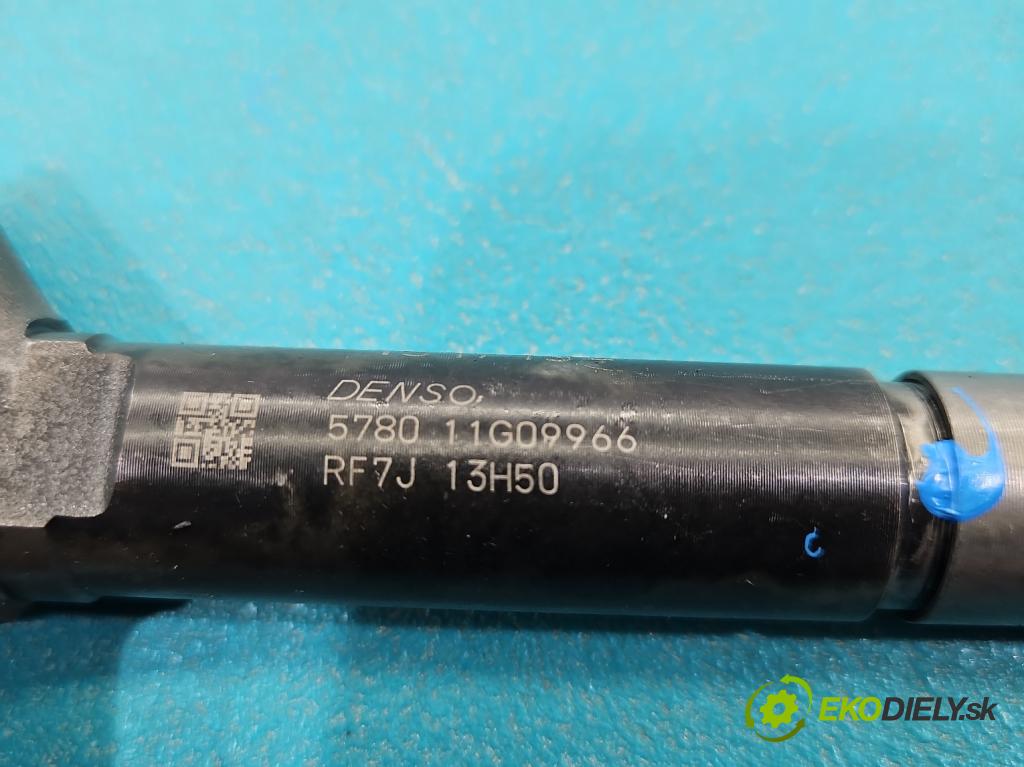 DENSO
5780 11G09966
RF7J 13H50
c
EKODIELY.sk